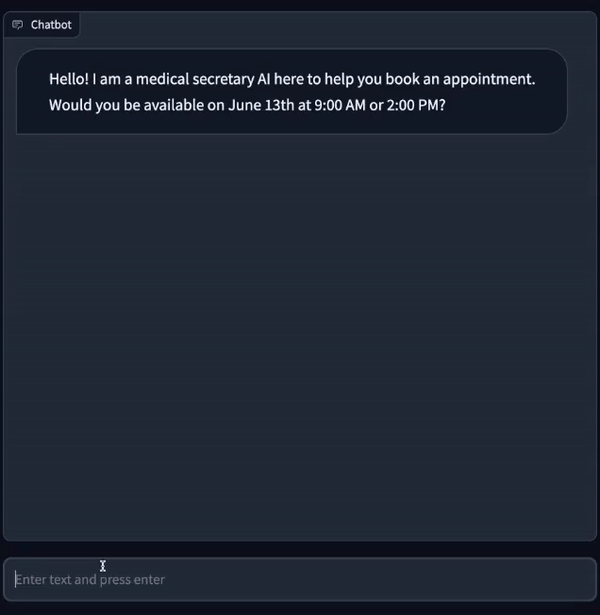 Chatbot
Hello! I am a medical secretary AI here to help you book an appointment.
Would you be available on June 13th at 9:00 AM or 2:00 PM?
Enter text and press enter